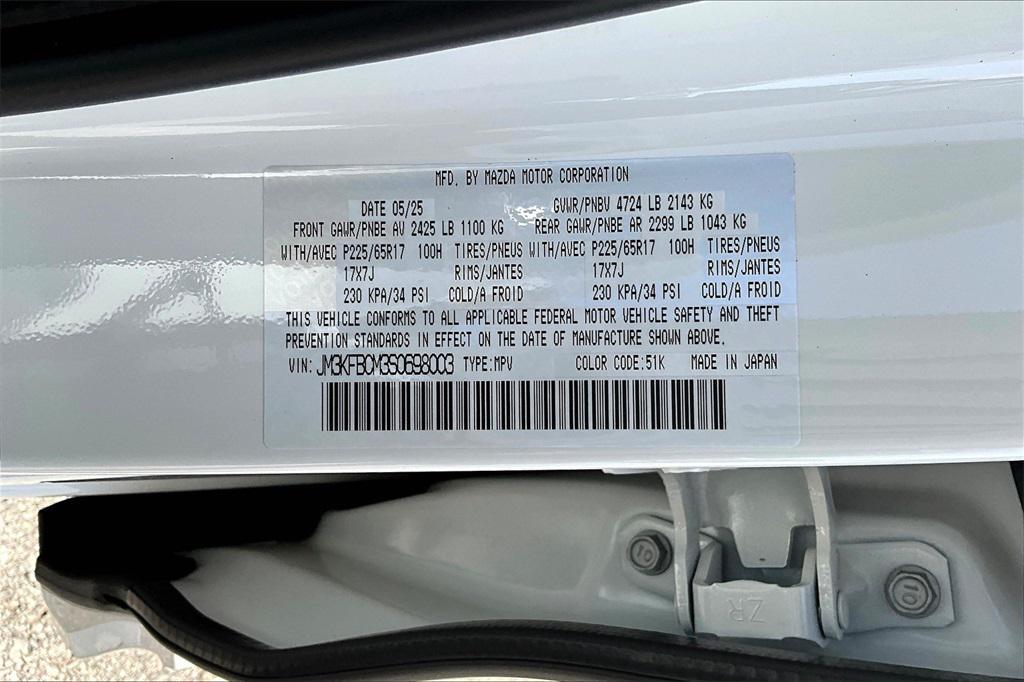 MFD. BY MAZDA MOTOR CORPORATION
DATE 05/25 GVWR/PNBV 4724 LB 2143 KG
FRONT GAWR/PNBE AV 2425 LB 1100 KG REAR GAWR/PNBE AR 2299 LB 1043 KG
WITH/AVEC P225/65R17 100H TIRES/PNEUS WITH/AVEC P225/65R17 100H TIRES/PNEUS
17X7J RIMS/JANTES 17X7J RIMS/JANTES
230 KPA/34 PSI COLD/A FROID 230 KPA/34 PSI COLD/A FROID
THIS VEHICLE CONFORMS TO ALL APPLICABLE FEDERAL MOTOR VEHICLE SAFETY AND THEFT
PREVENTION STANDARDS IN EFFECT ON THE DATE OF MANUFACTURE SHOWN ABOVE.
VIN: JM3KFBCM3S0698003 TYPE:MPV COLOR CODE:51K MADE IN JAPAN
10
10
ZR